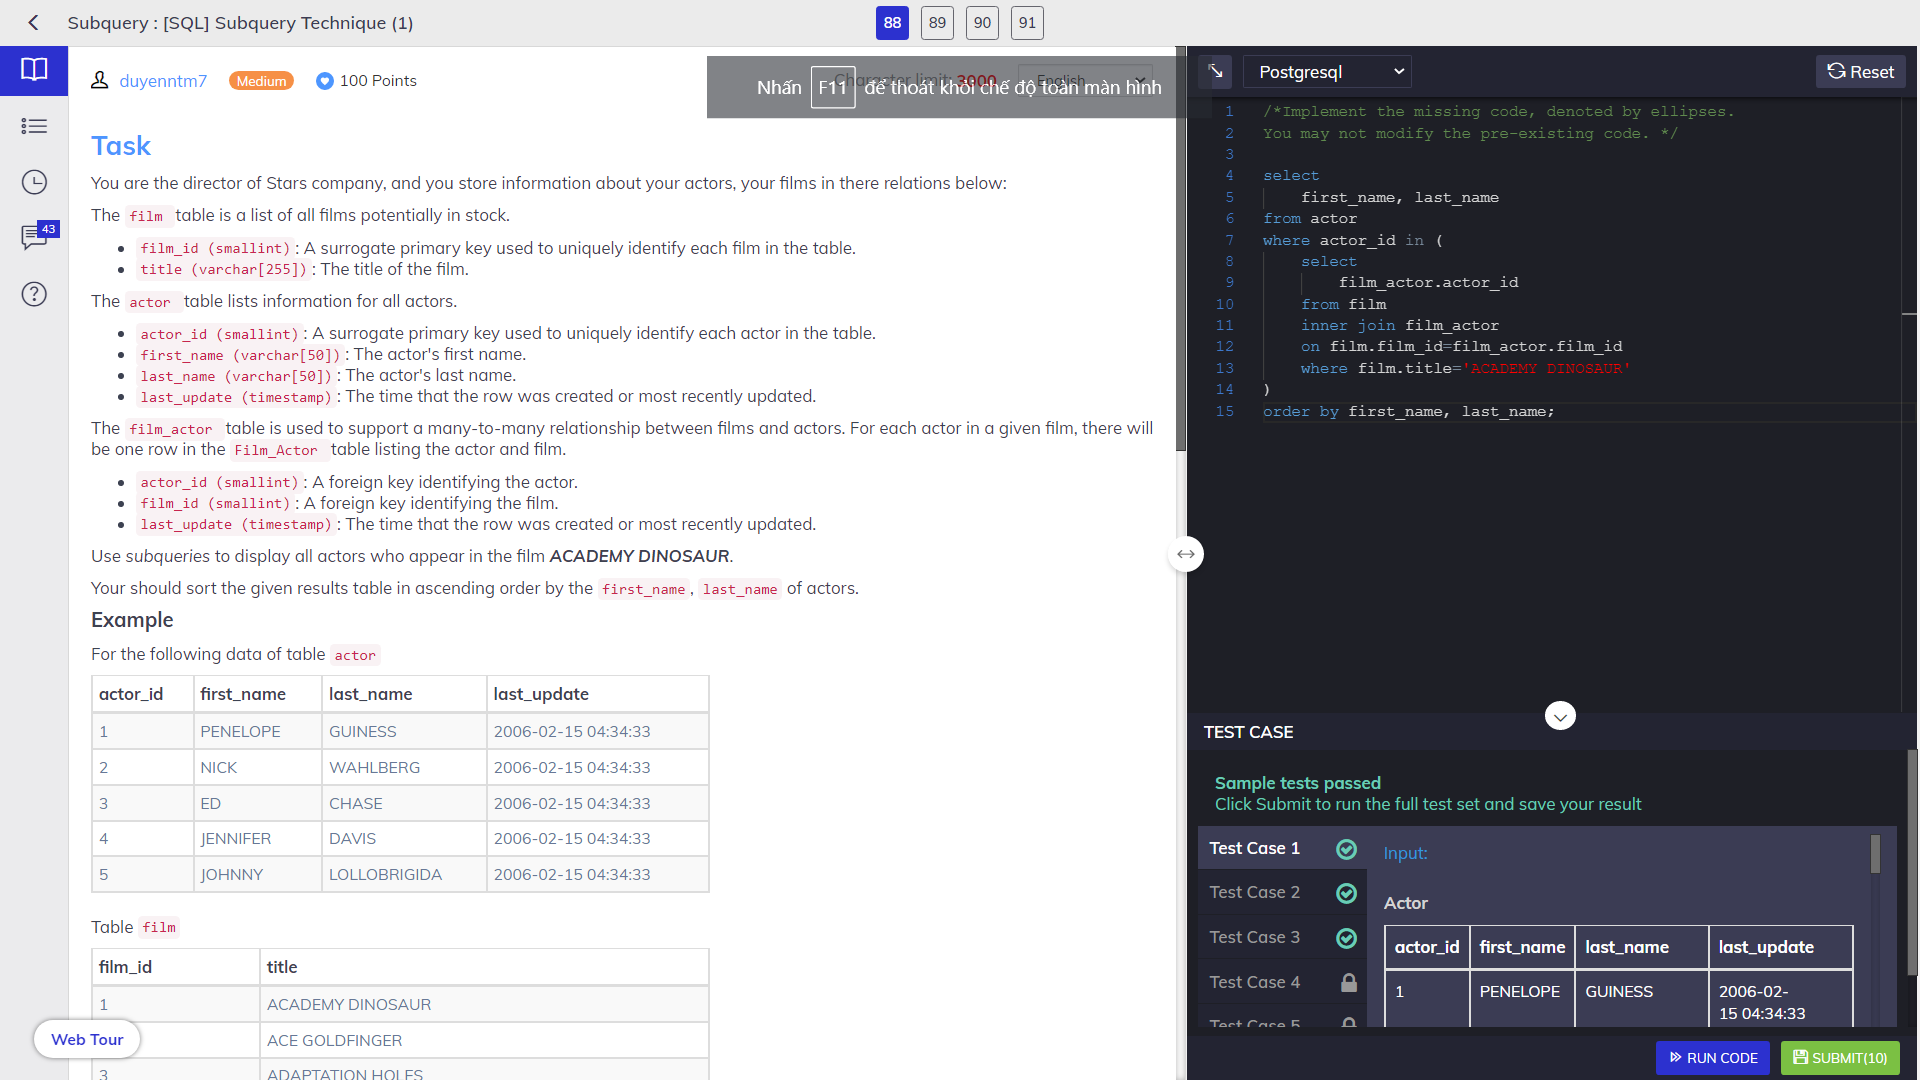 Subquery : [SQL] Subquery Technique (1)
88 89 90 91
duyenntm7 Medium 100 Points
Character limit: 3000 English
Nhấn F11 để thoát khỏi chế độ toàn màn hình
Postgresql
Reset
43
Task
You are the director of Stars company, and you store information about your actors, your films in there relations below:
The film table is a list of all films potentially in stock.
film_id (smallint) : A surrogate primary key used to uniquely identify each film in the table.
title (varchar[255]) : The title of the film.
The actor table lists information for all actors.
actor_id (smallint) : A surrogate primary key used to uniquely identify each actor in the table.
first_name (varchar[50]) : The actor's first name.
last_name (varchar[50]) : The actor's last name.
last_update (timestamp) : The time that the row was created or most recently updated.
The film_actor table is used to support a many-to-many relationship between films and actors. For each actor in a given film, there will
be one row in the Film_Actor table listing the actor and film.
actor_id (smallint) : A foreign key identifying the actor.
film_id (smallint) : A foreign key identifying the film.
last_update (timestamp) : The time that the row was created or most recently updated.
Use subqueries to display all actors who appear in the film ACADEMY DINOSAUR.
Your should sort the given results table in ascending order by the first_name , last_name of actors.
Example
For the following data of table actor
actor_id first_name last_name last_update
1 PENELOPE GUINESS 2006-02-15 04:34:33
2 NICK WAHLBERG 2006-02-15 04:34:33
3 ED CHASE 2006-02-15 04:34:33
4 JENNIFER DAVIS 2006-02-15 04:34:33
5 JOHNNY LOLLOBRIGIDA 2006-02-15 04:34:33
Table film
film_id title
1 ACADEMY DINOSAUR
ACE GOLDFINGER
3 ADAPTATION HOLES
Web Tour
1 /*Implement the missing code, denoted by ellipses.
2 You may not modify the pre-existing code. */
3
4 select
5 first_name, last_name
6 from actor
7 where actor_id in (
8 select
9 film_actor.actor_id
10 from film
11 inner join film_actor
12 on film.film_id=film_actor.film_id
13 where film.title='ACADEMY DINOSAUR'
14 )
15 order by first_name, last_name;
TEST CASE
Sample tests passed
Click Submit to run the full test set and save your result
Test Case 1
Test Case 2
Test Case 3
Test Case 4
Test Case 5
Input:
Actor
actor_id first_name last_name last_update
1 PENELOPE GUINESS 2006-02-
15 04:34:33
RUN CODE
SUBMIT(10)